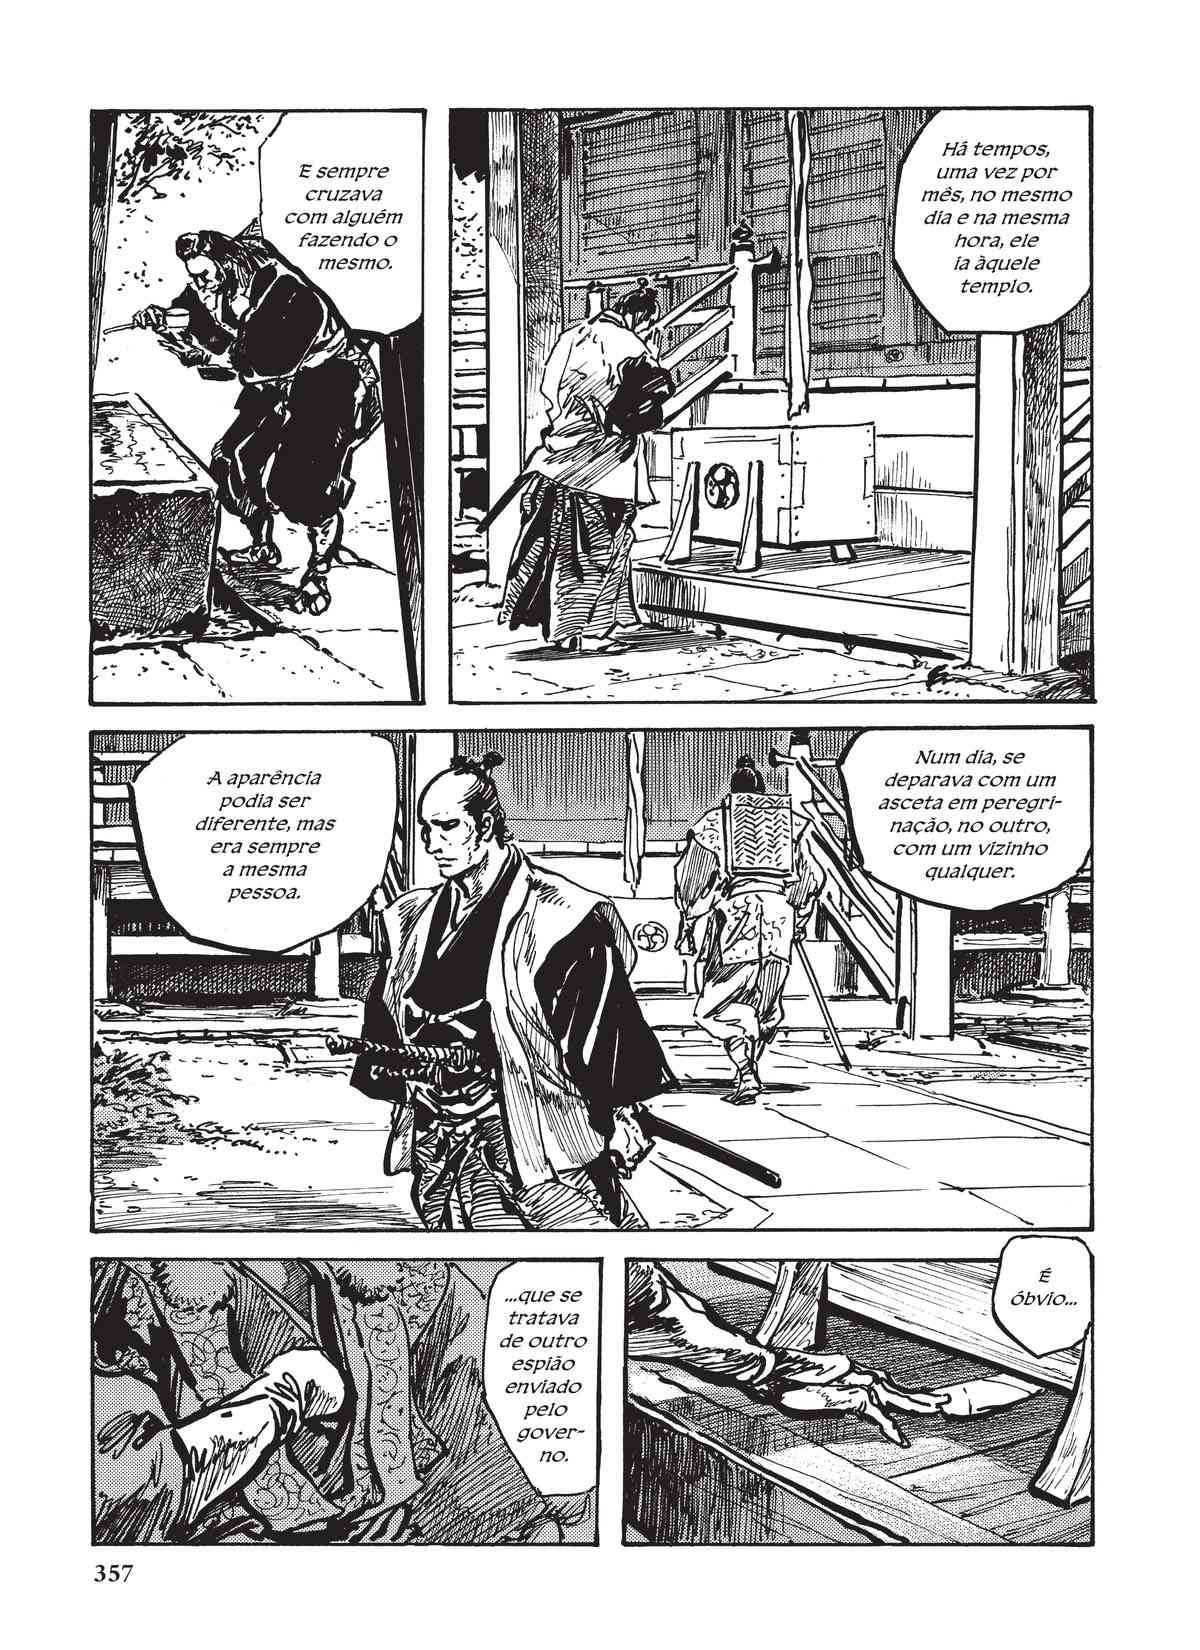 Há tempos,
uma vez por
mês, no mesmo
dia e na mesma
hora, ele
ia àquele
templo.
E sempre
cruzava
com alguém
fazendo o
mesmo.
Num dia, se
deparava com um
asceta em peregri-
nação, no outro,
com um vizinho
qualquer.
A aparência
podia ser
diferente, mas
era sempre
a mesma
pessoa.
É
óbvio...
...que se
tratava
de outro
espião
enviado
pelo
gover-
no.
357